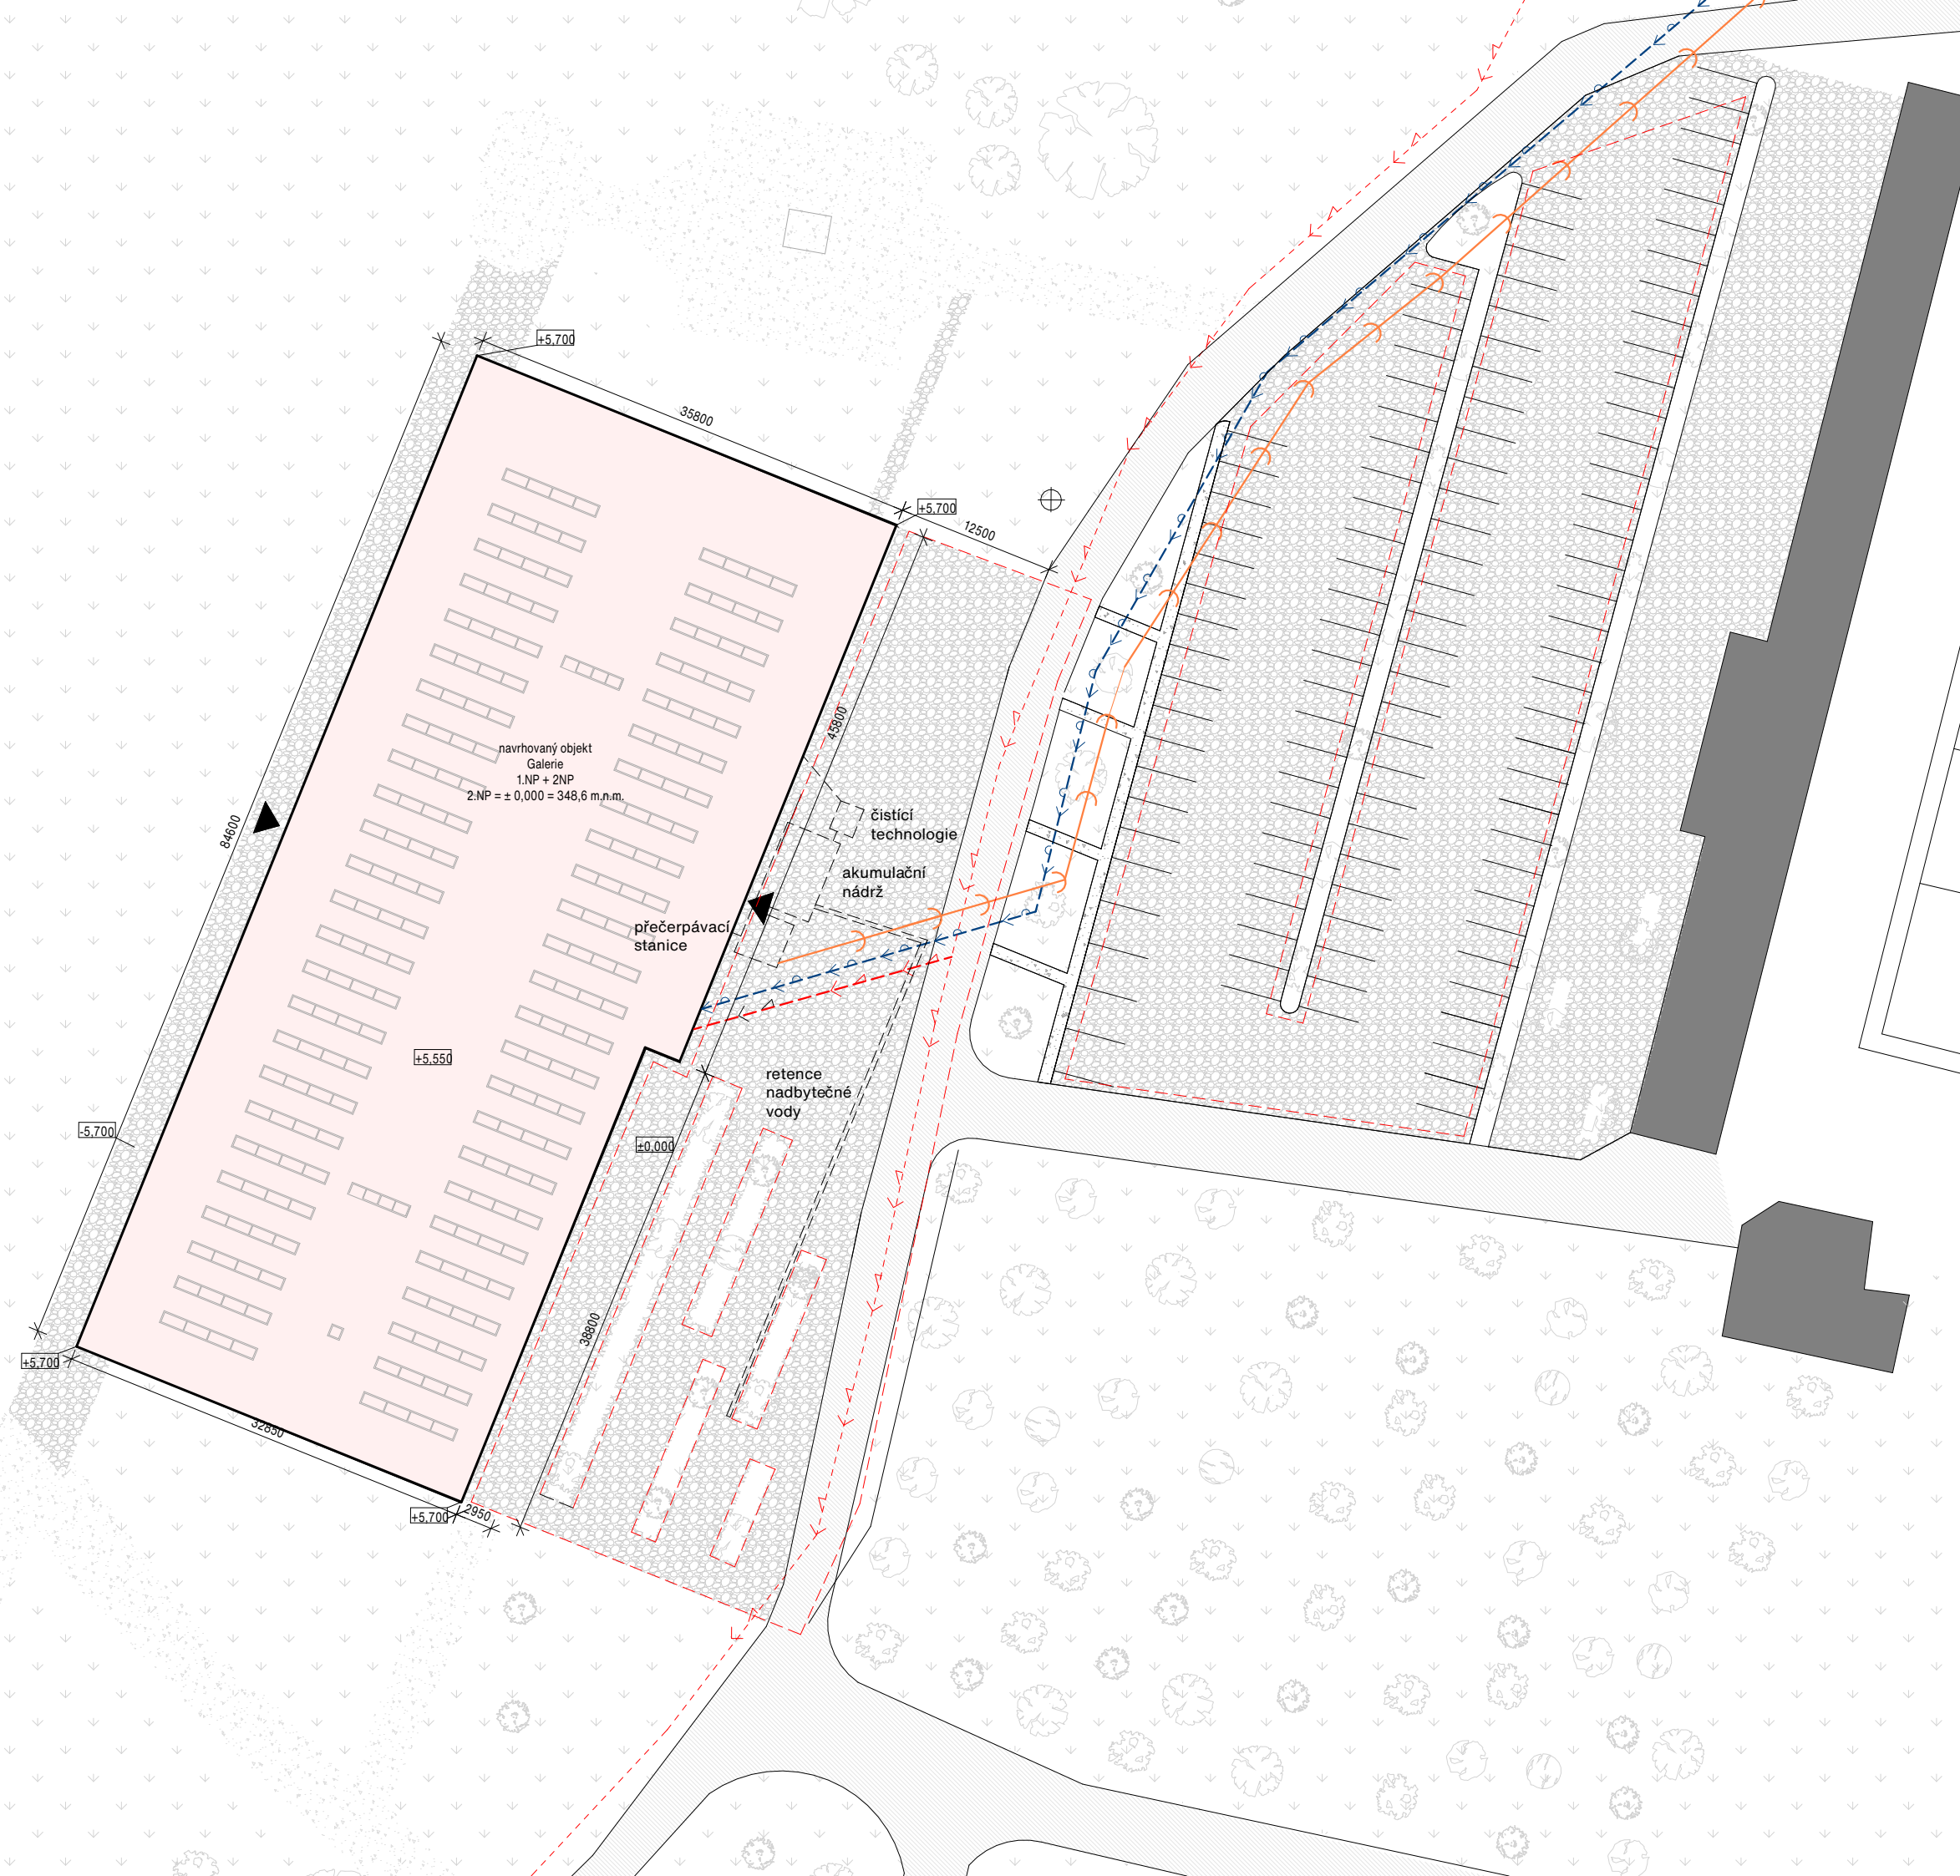 +5,700
35800
+5.700
12500
45800
navrhovaný objekt
Galerie
1.NP + 2NP
2.NP = ± 0,000 = 348,6 m.n.m.
84600
čistící
technologie
akumulační
nádrž
přečerpávací
stanice
+5,550
retence
nadbytečné
vody
-5,700
±0,000
38800
+5,700
32850
+5,700
2950